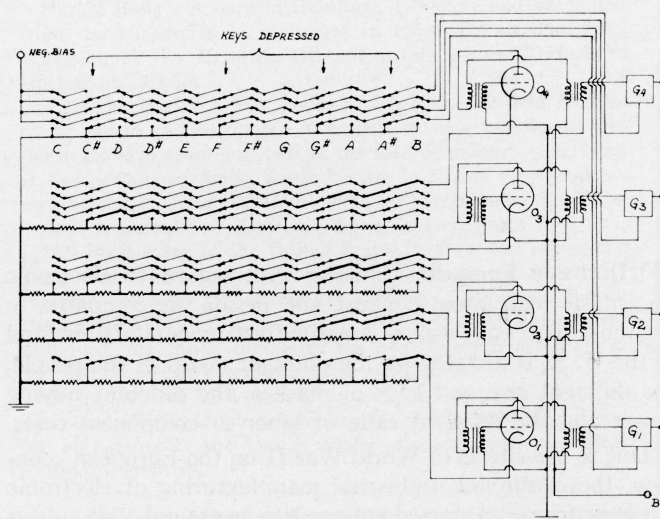 KEYS DEPRESSED
NEG. BIAS
O4
G4
C C# D D# E F F# G G# A A# B
O3
G3
O2
G2
O1
G1
B